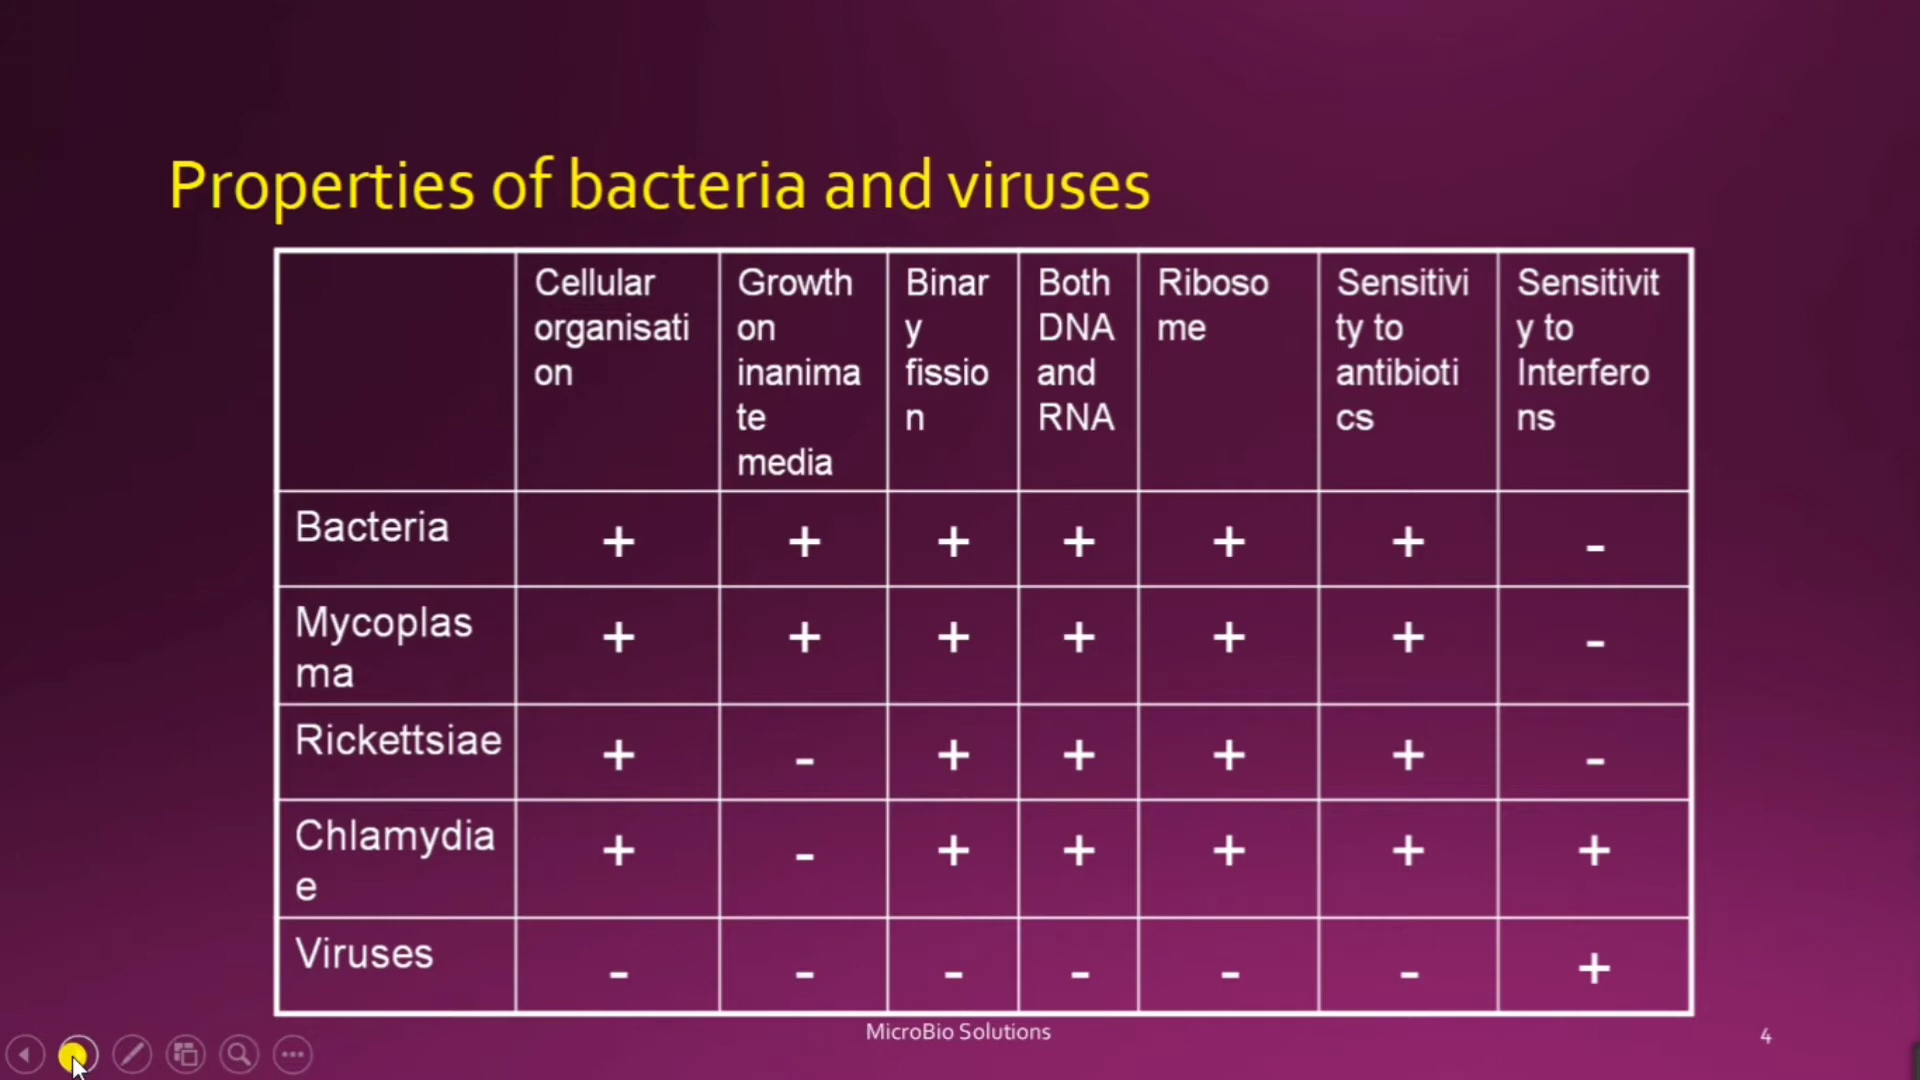 Properties of bacteria and viruses
Cellular
organisati
on
Growth
on
inanima
te
media
Binar
y
fissio
n
Both
DNA
and
RNA
Riboso
me
Sensitivi
ty to
antibioti
cs
Sensitivit
y to
Interfero
ns
Bacteria + + + + + + -
Mycoplas
ma + + + + + + -
Rickettsiae + - + + + + -
Chlamydia
e + - + + + + +
Viruses - - - - - - +
MicroBio Solutions
4